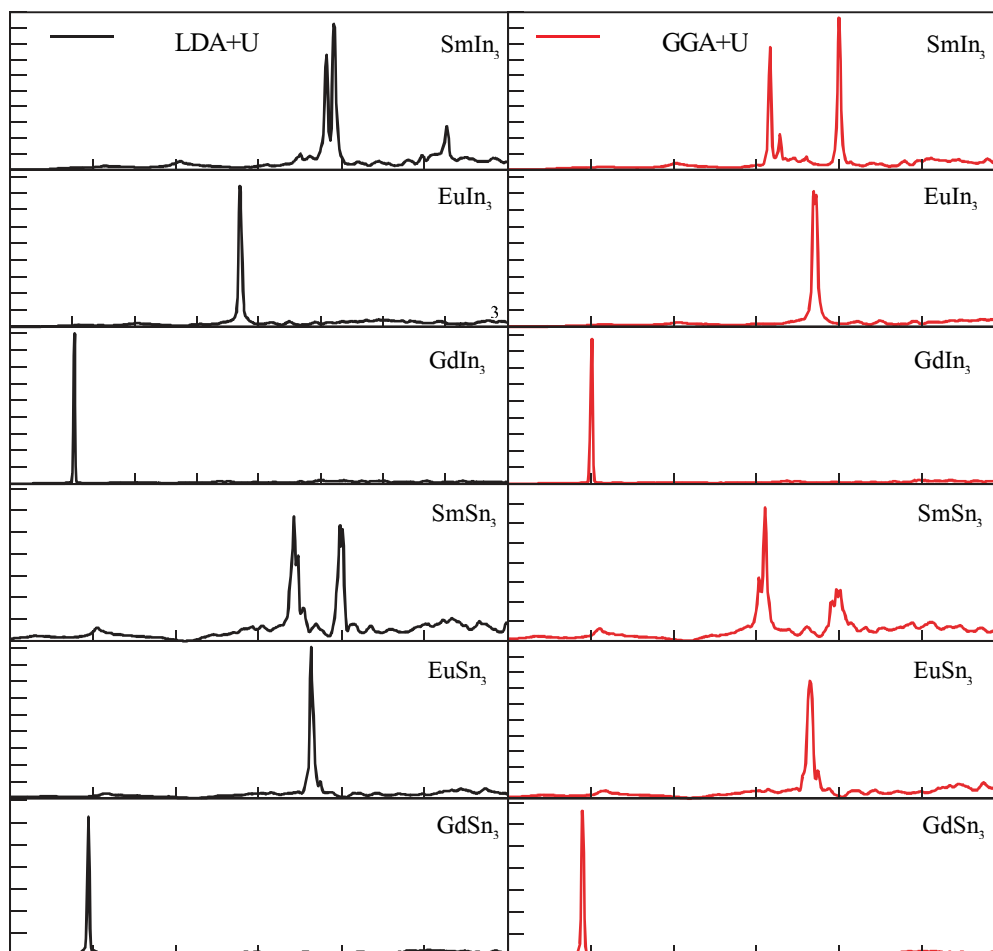 LDA+U SmIn₃ GGA+U SmIn₃
EuIn₃ EuIn₃
3
GdIn₃ GdIn₃
SmSn₃ SmSn₃
EuSn₃ EuSn₃
GdSn₃ GdSn₃